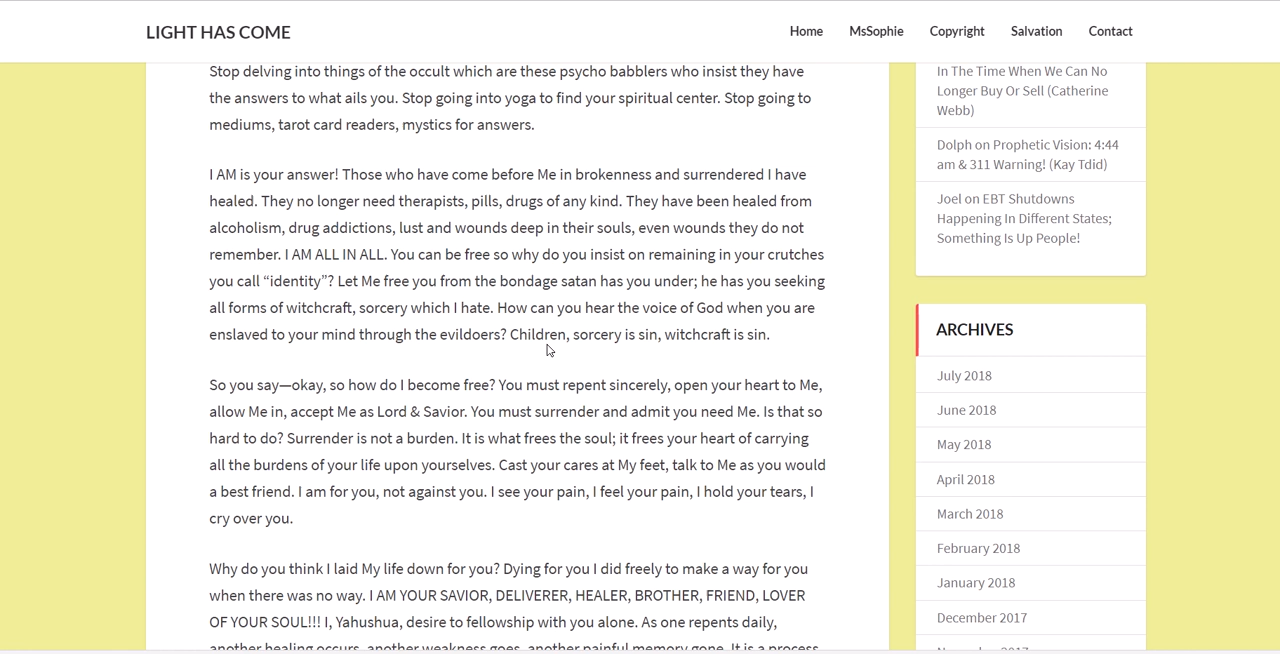 LIGHT HAS COME
Home MsSophie Copyright Salvation Contact
Stop delving into things of the occult which are these psycho babblers who insist they have
the answers to what ails you. Stop going into yoga to find your spiritual center. Stop going to
mediums, tarot card readers, mystics for answers.
I AM is your answer! Those who have come before Me in brokenness and surrendered I have
healed. They no longer need therapists, pills, drugs of any kind. They have been healed from
alcoholism, drug addictions, lust and wounds deep in their souls, even wounds they do not
remember. I AM ALL IN ALL. You can be free so why do you insist on remaining in your crutches
you call “identity”? Let Me free you from the bondage satan has you under; he has you seeking
all forms of witchcraft, sorcery which I hate. How can you hear the voice of God when you are
enslaved to your mind through the evildoers? Children, sorcery is sin, witchcraft is sin.
So you say—okay, so how do I become free? You must repent sincerely, open your heart to Me,
allow Me in, accept Me as Lord & Savior. You must surrender and admit you need Me. Is that so
hard to do? Surrender is not a burden. It is what frees the soul; it frees your heart of carrying
all the burdens of your life upon yourselves. Cast your cares at My feet, talk to Me as you would
a best friend. I am for you, not against you. I see your pain, I feel your pain, I hold your tears, I
cry over you.
Why do you think I laid My life down for you? Dying for you I did freely to make a way for you
when there was no way. I AM YOUR SAVIOR, DELIVERER, HEALER, BROTHER, FRIEND, LOVER
OF YOUR SOUL!!! I, Yahushua, desire to fellowship with you alone. As one repents daily,
another healing occurs, another weakness goes, another painful memory gone. It is a process
In The Time When We Can No
Longer Buy Or Sell (Catherine
Webb)
Dolph on Prophetic Vision: 4:44
am & 311 Warning! (Kay Tdid)
Joel on EBT Shutdowns
Happening In Different States;
Something Is Up People!
ARCHIVES
July 2018
June 2018
May 2018
April 2018
March 2018
February 2018
January 2018
December 2017
November 2017